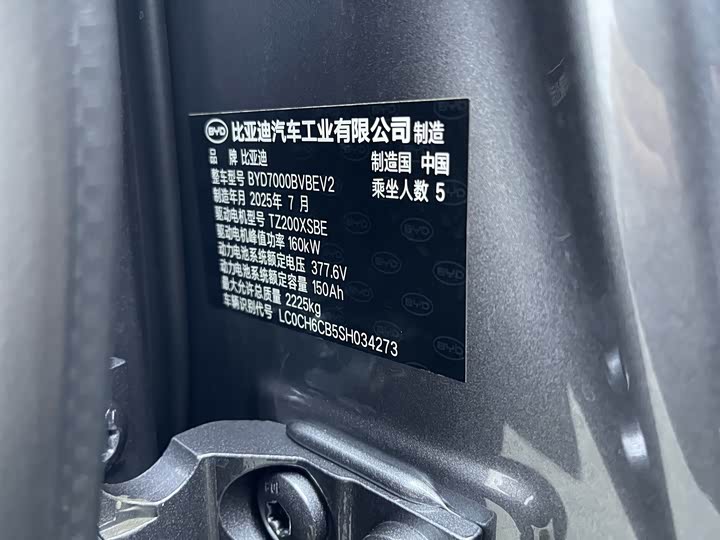 BYD 比亚迪汽车工业有限公司 制造
品 牌 比亚迪 制造国 中国
整车型号 BYD7000BVBEV2 乘坐人数 5
制造年月 2025年 7 月
驱动电机型号 TZ200XSBE
驱动电机峰值功率 160kW
动力电池系统额定电压 377.6V
动力电池系统额定容量 150Ah
最大允许总质量 2225kg
车辆识别代号 LC0CH6CB5SH034273